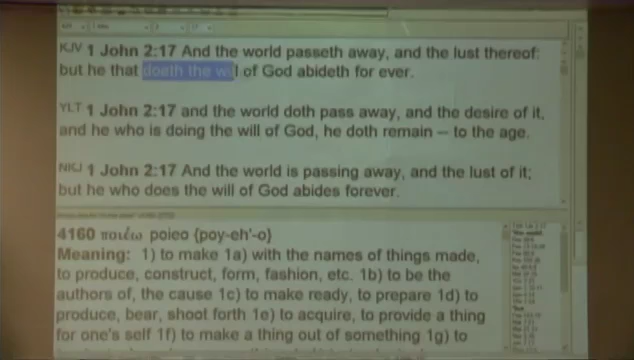 KJV 1 John 2:17 And the world passeth away, and the lust thereof:
but he that doeth the will of God abideth for ever.
YLT 1 John 2:17 and the world doth pass away, and the desire of it,
and he who is doing the will of God, he doth remain — to the age.
NKJ 1 John 2:17 And the world is passing away, and the lust of it;
but he who does the will of God abides forever.
4160 ποιέω poieo {poy-eh'-o}
Meaning: 1) to make 1a) with the names of things made,
to produce, construct, form, fashion, etc. 1b) to be the
authors of, the cause 1c) to make ready, to prepare 1d) to
produce, bear, shoot forth 1e) to acquire, to provide a thing
for one's self 1f) to make a thing out of something 1g) to